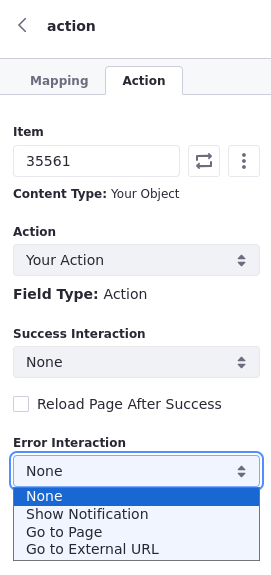 action
Mapping Action
Item
35561
Content Type: Your Object
Action
Your Action
Field Type: Action
Success Interaction
None
Reload Page After Success
Error Interaction
None
None
Show Notification
Go to Page
Go to External URL